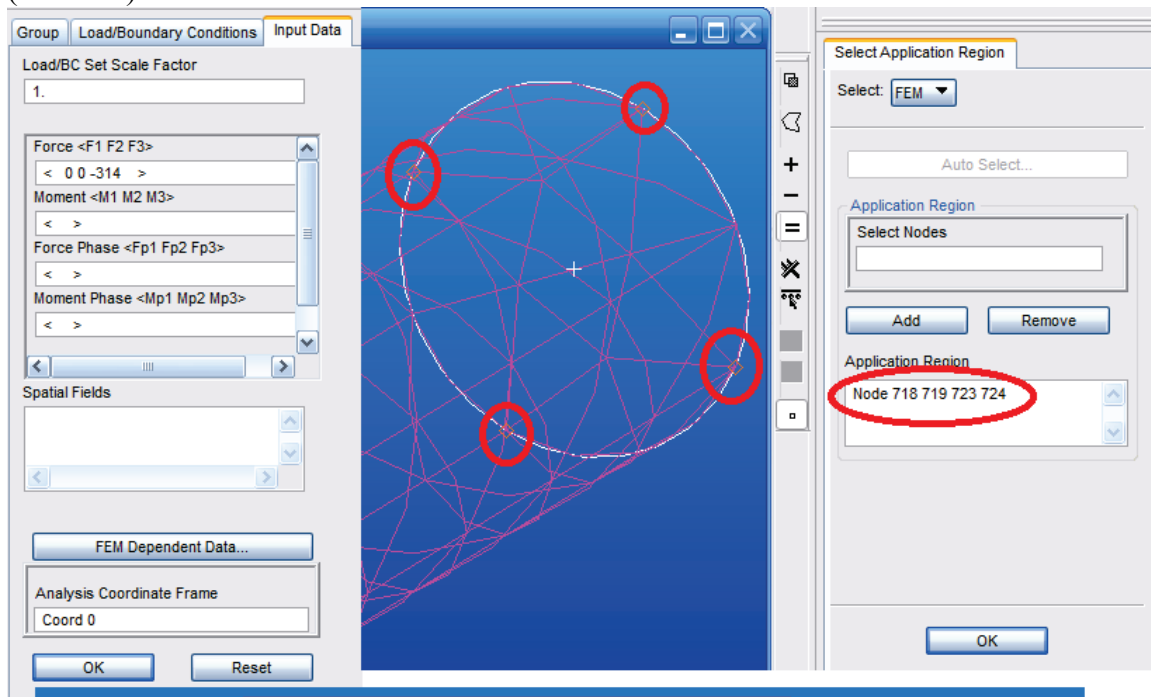 Group Load/Boundary Conditions Input Data
Load/BC Set Scale Factor
1.
Force <F1 F2 F3>
< 0 0 -314 >
Moment <M1 M2 M3>
< >
Force Phase <Fp1 Fp2 Fp3>
< >
Moment Phase <Mp1 Mp2 Mp3>
< >
Spatial Fields
FEM Dependent Data...
Analysis Coordinate Frame
Coord 0
OK Reset
Select Application Region
Select: FEM
Auto Select...
Application Region
Select Nodes
Add Remove
Application Region
Node 718 719 723 724
OK